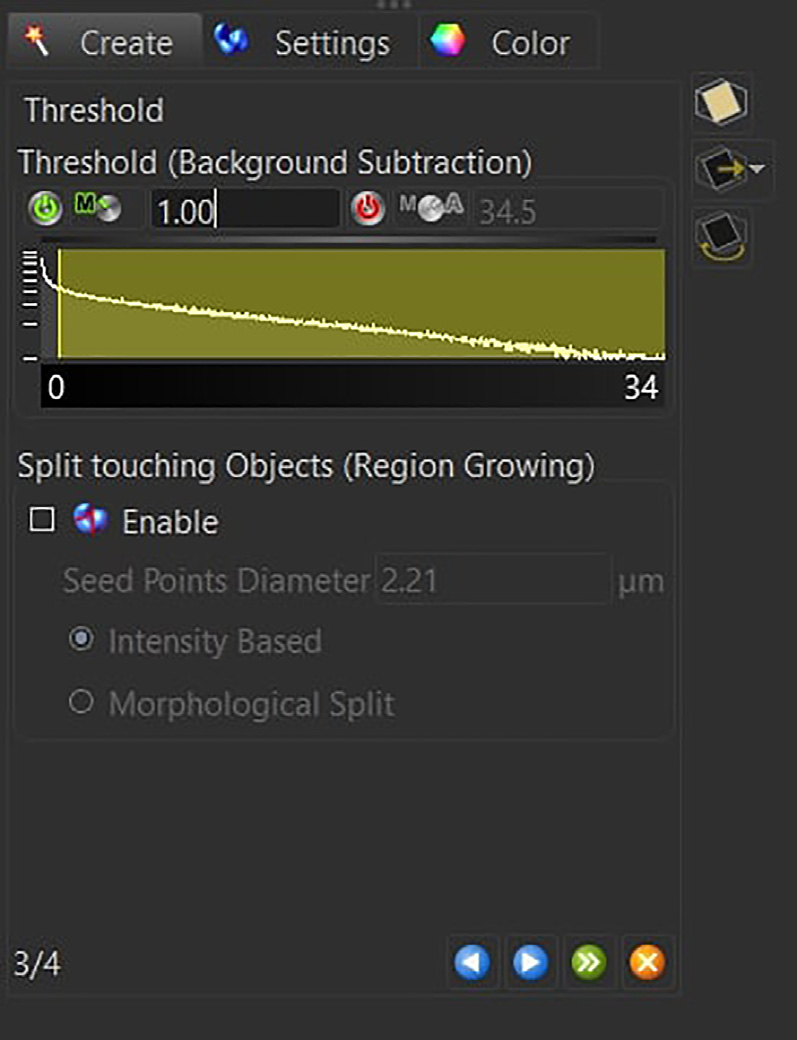 Create Settings Color
Threshold
Threshold (Background Subtraction)
M 1.00 M A 34.5
0 34
Split touching Objects (Region Growing)
Enable
Seed Points Diameter 2.21 µm
Intensity Based
Morphological Split
3/4